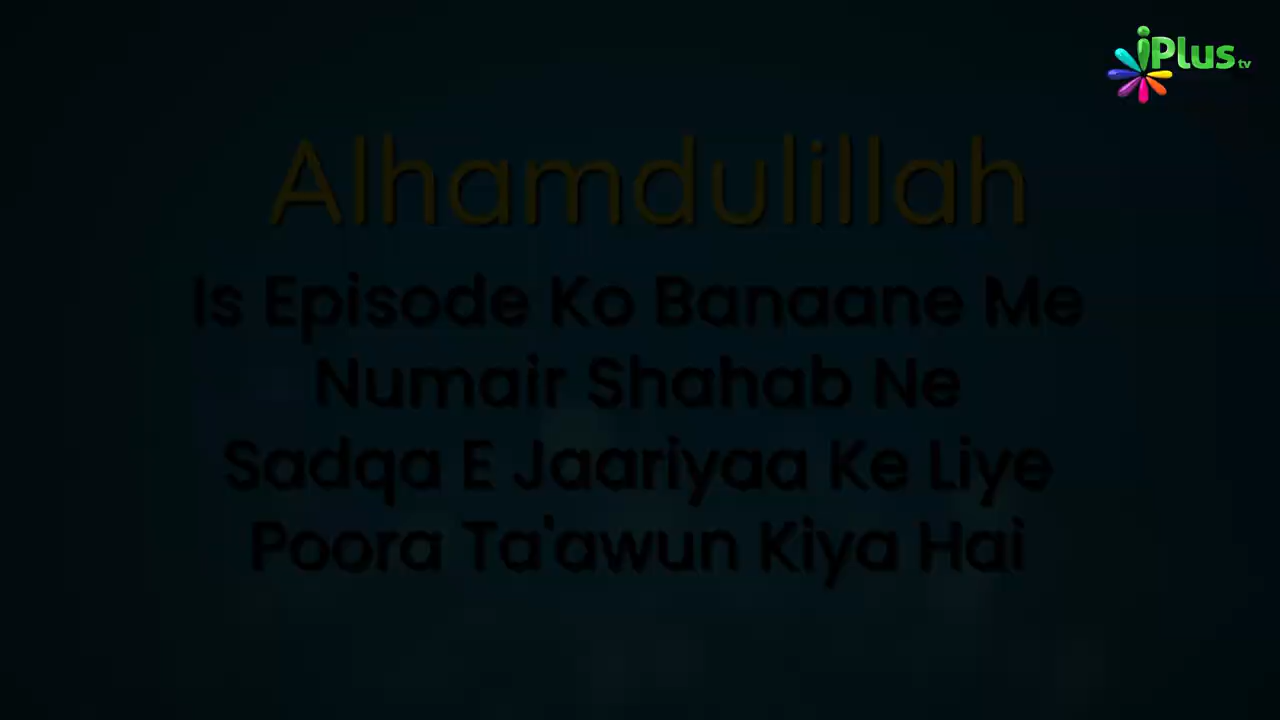 iPlus tv
Alhamdulillah
Is Episode Ko Banaane Me
Numair Shahab Ne
Sadqa E Jaariyaa Ke Liye
Poora Ta'awun Kiya Hai